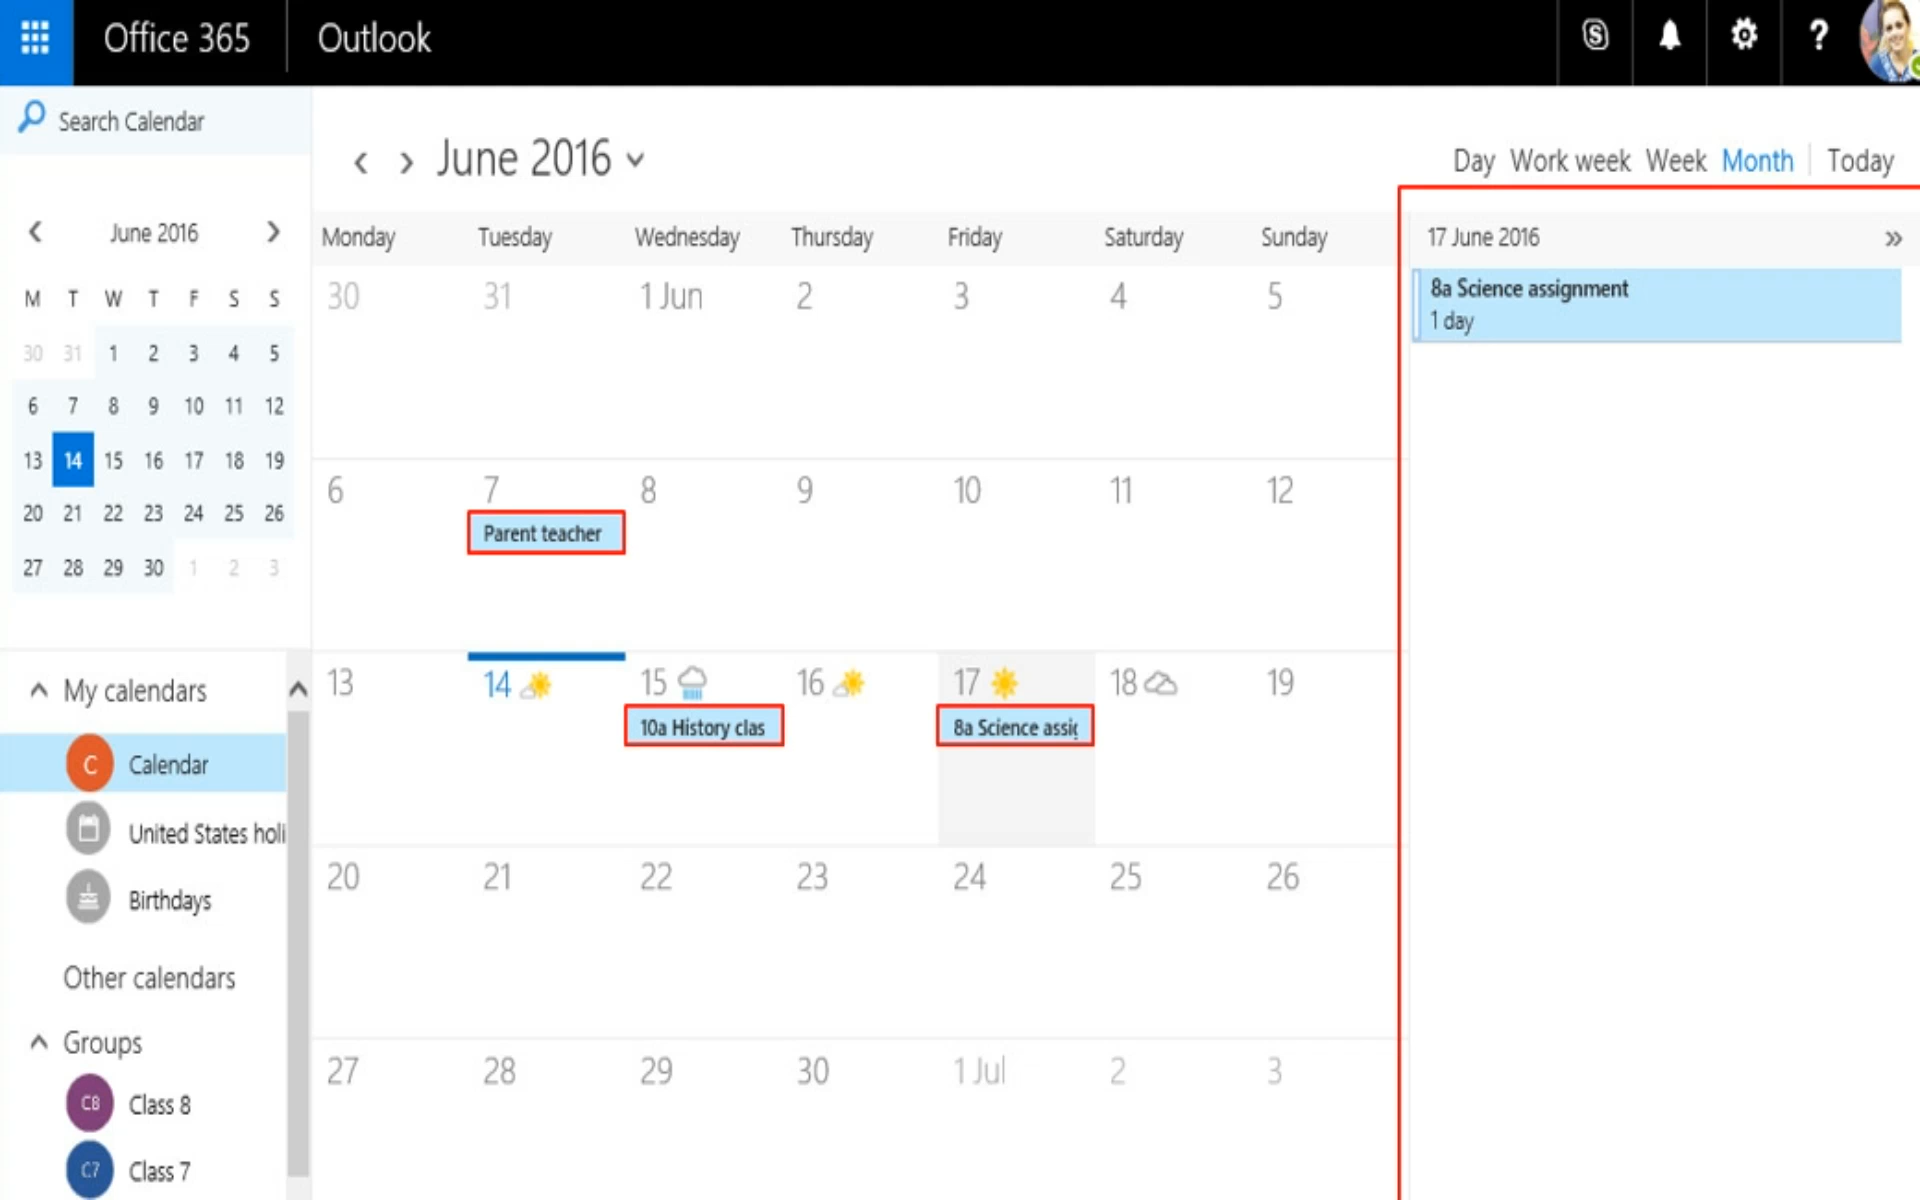 Office 365
Outlook
Search Calendar
June 2016
Day Work week Week Month Today
June 2016
M T W T F S S
30 31 1 2 3 4 5
6 7 8 9 10 11 12
13 14 15 16 17 18 19
20 21 22 23 24 25 26
27 28 29 30 1 2 3
My calendars
C Calendar
United States holi
Birthdays
Other calendars
Groups
C8 Class 8
C7 Class 7
Monday Tuesday Wednesday Thursday Friday Saturday Sunday
30 31 1 Jun 2 3 4 5
6 7 8 9 10 11 12
Parent teacher
13 14 15 16 17 18 19
10a History clas 8a Science assig
20 21 22 23 24 25 26
27 28 29 30 1 Jul 2 3
17 June 2016
8a Science assignment
1 day